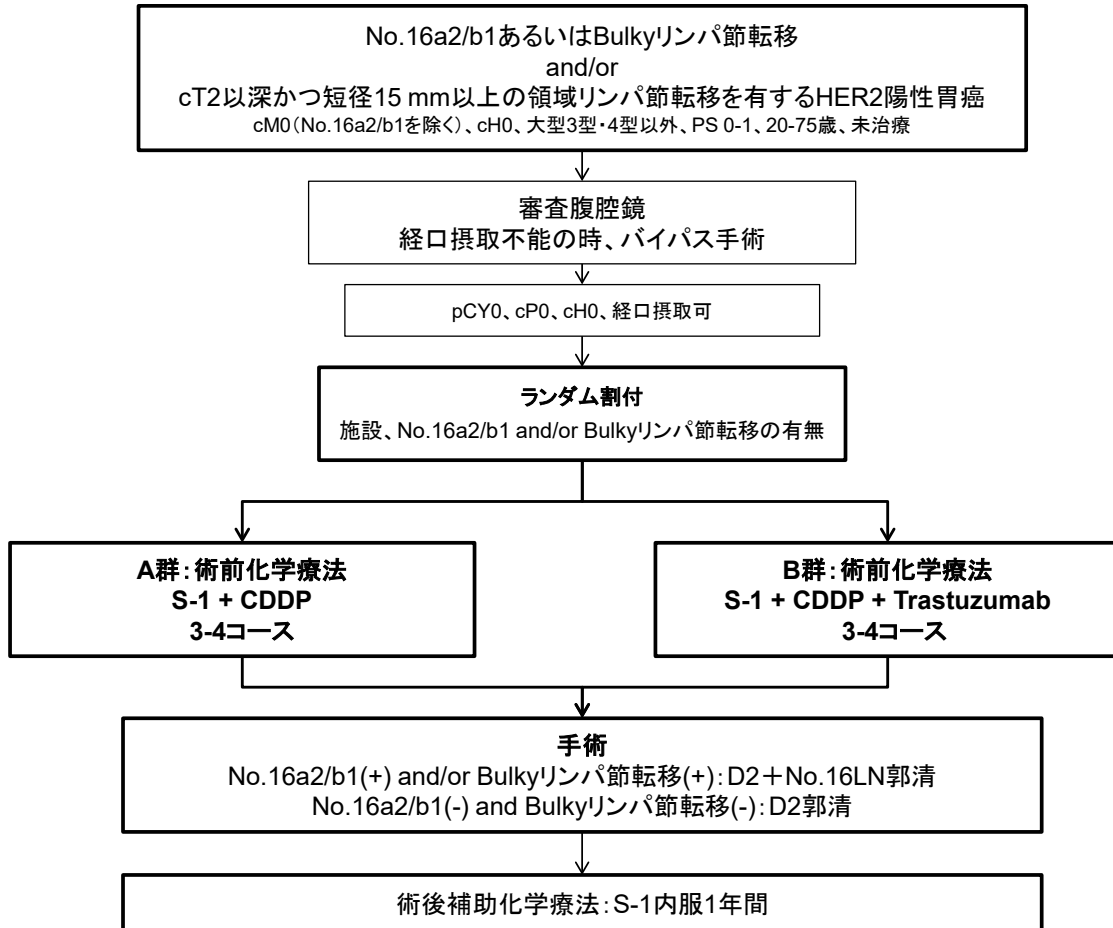 No.16a2/b1あるいはBulkyリンパ節転移
and/or
cT2以深かつ短径15 mm以上の領域リンパ節転移を有するHER2陽性胃癌
cM0(No.16a2/b1を除く)、cH0、大型3型・4型以外、PS 0-1、20-75歳、未治療
審査腹腔鏡
経口摂取不能の時、バイパス手術
pCY0、cP0、cH0、経口摂取可
ランダム割付
施設、No.16a2/b1 and/or Bulkyリンパ節転移の有無
A群:術前化学療法
S-1 + CDDP
3-4コース
B群:術前化学療法
S-1 + CDDP + Trastuzumab
3-4コース
手術
No.16a2/b1(+) and/or Bulkyリンパ節転移(+):D2+No.16LN郭清
No.16a2/b1(-) and Bulkyリンパ節転移(-):D2郭清
術後補助化学療法:S-1内服1年間